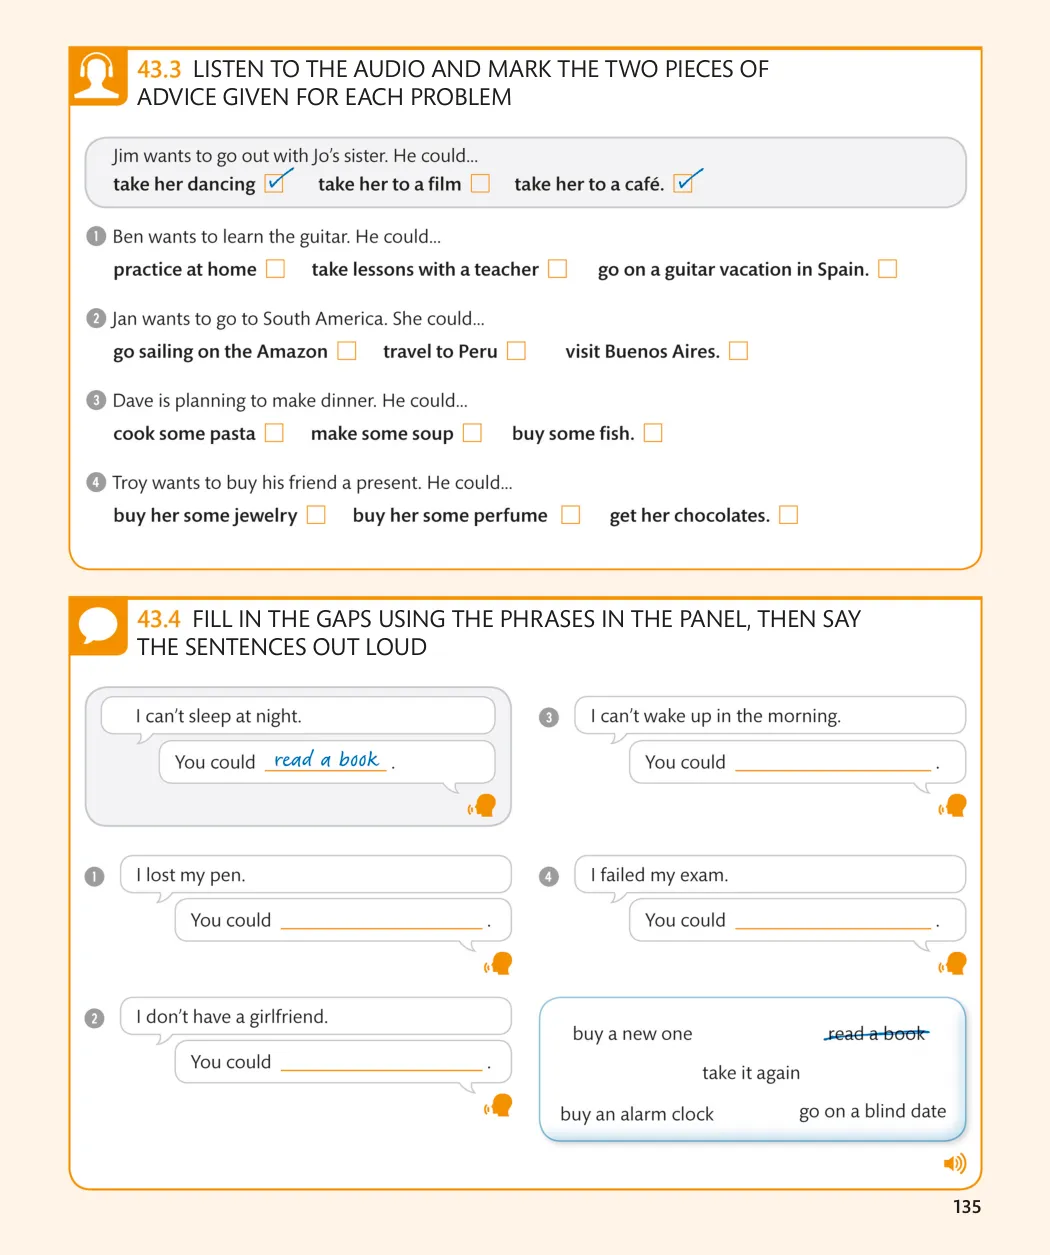 43.3 LISTEN TO THE AUDIO AND MARK THE TWO PIECES OF
ADVICE GIVEN FOR EACH PROBLEM
Jim wants to go out with Jo's sister. He could...
take her dancing ✓ take her to a film take her to a café. ✓
1 Ben wants to learn the guitar. He could...
practice at home take lessons with a teacher go on a guitar vacation in Spain.
2 Jan wants to go to South America. She could...
go sailing on the Amazon travel to Peru visit Buenos Aires.
3 Dave is planning to make dinner. He could...
cook some pasta make some soup buy some fish.
4 Troy wants to buy his friend a present. He could...
buy her some jewelry buy her some perfume get her chocolates.
43.4 FILL IN THE GAPS USING THE PHRASES IN THE PANEL, THEN SAY
THE SENTENCES OUT LOUD
I can't sleep at night.
You could read a book .
1 I lost my pen.
You could ____ .
2 I don't have a girlfriend.
You could ____ .
3 I can't wake up in the morning.
You could ____ .
4 I failed my exam.
You could ____ .
buy a new one read a book
take it again
buy an alarm clock go on a blind date
135